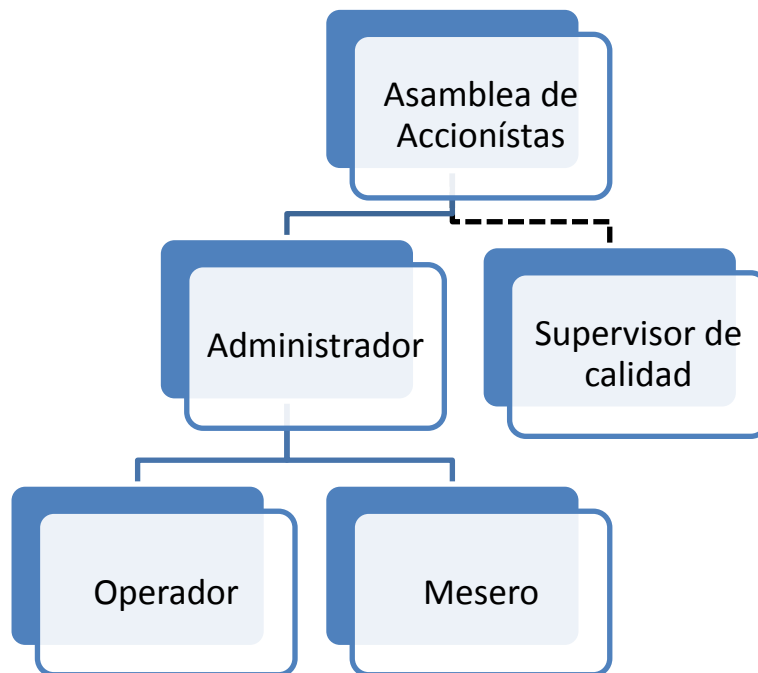 Asamblea de
Accionístas
Administrador
Supervisor de
calidad
Operador
Mesero